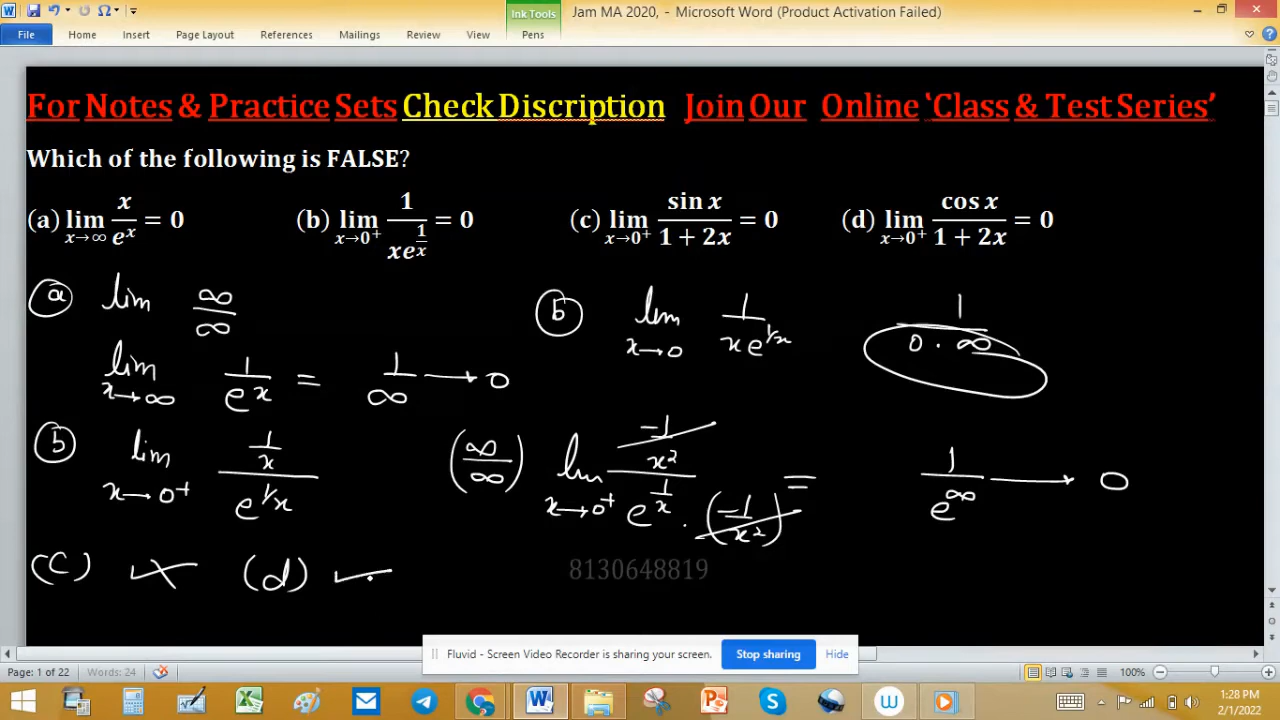 Ink Tools
Jam MA 2020, - Microsoft Word (Product Activation Failed)
File Home Insert Page Layout References Mailings Review View Pens
For Notes & Practice Sets Check Discription Join Our Online 'Class & Test Series'
Which of the following is FALSE?
(a) lim x→∞ x/e^x = 0 (b) lim x→0⁺ 1/(xe^(1/x)) = 0 (c) lim x→0⁺ sin x/(1 + 2x) = 0 (d) lim x→0⁺ cos x/(1 + 2x) = 0
(a) lim ∞/∞ (b) lim x→0 1/(xe^(1/x)) 1/(0 · ∞)
lim x→∞ 1/e^x = 1/∞ → 0
(b) lim x→0⁺ (1/x)/e^(1/x) (∞/∞) lim x→0⁺ (-1/x²)/(e^(1/x) · (-1/x²)) = 1/e^∞ → 0
(c) (d)
8130648819
Fluvid - Screen Video Recorder is sharing your screen. Stop sharing Hide
Page: 1 of 22 Words: 24 100%
1:28 PM
2/1/2022